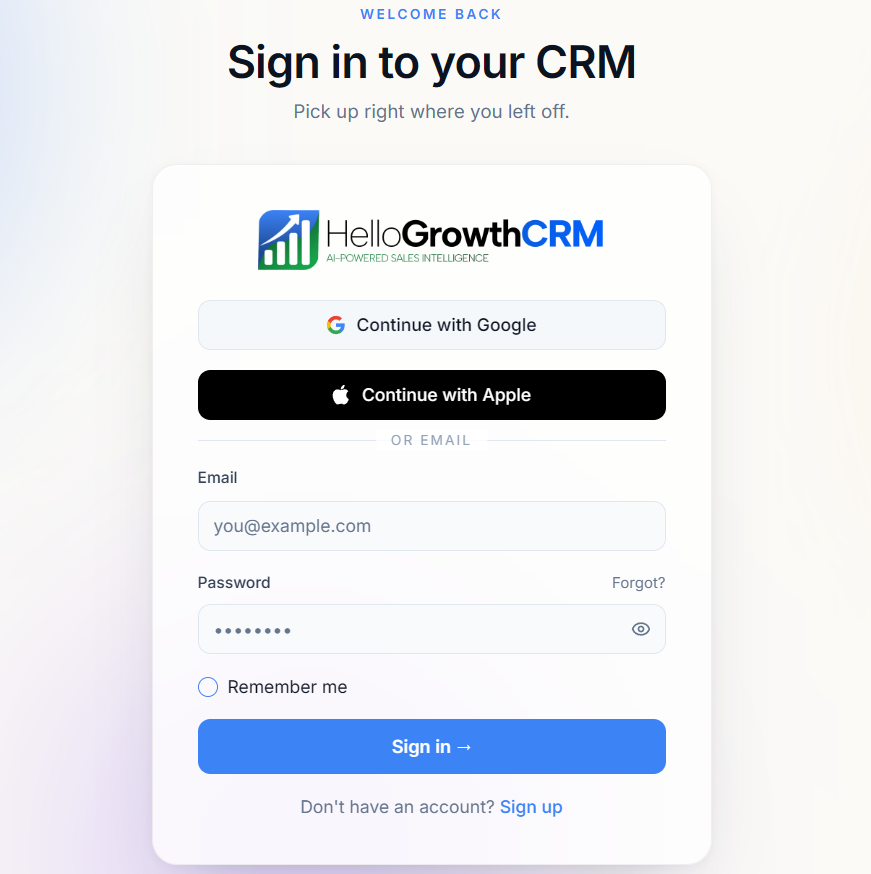 WELCOME BACK
Sign in to your CRM
Pick up right where you left off.
HelloGrowthCRM
AI-POWERED SALES INTELLIGENCE
Continue with Google
Continue with Apple
OR EMAIL
Email
you@example.com
Password Forgot?
••••••••
Remember me
Sign in →
Don't have an account? Sign up